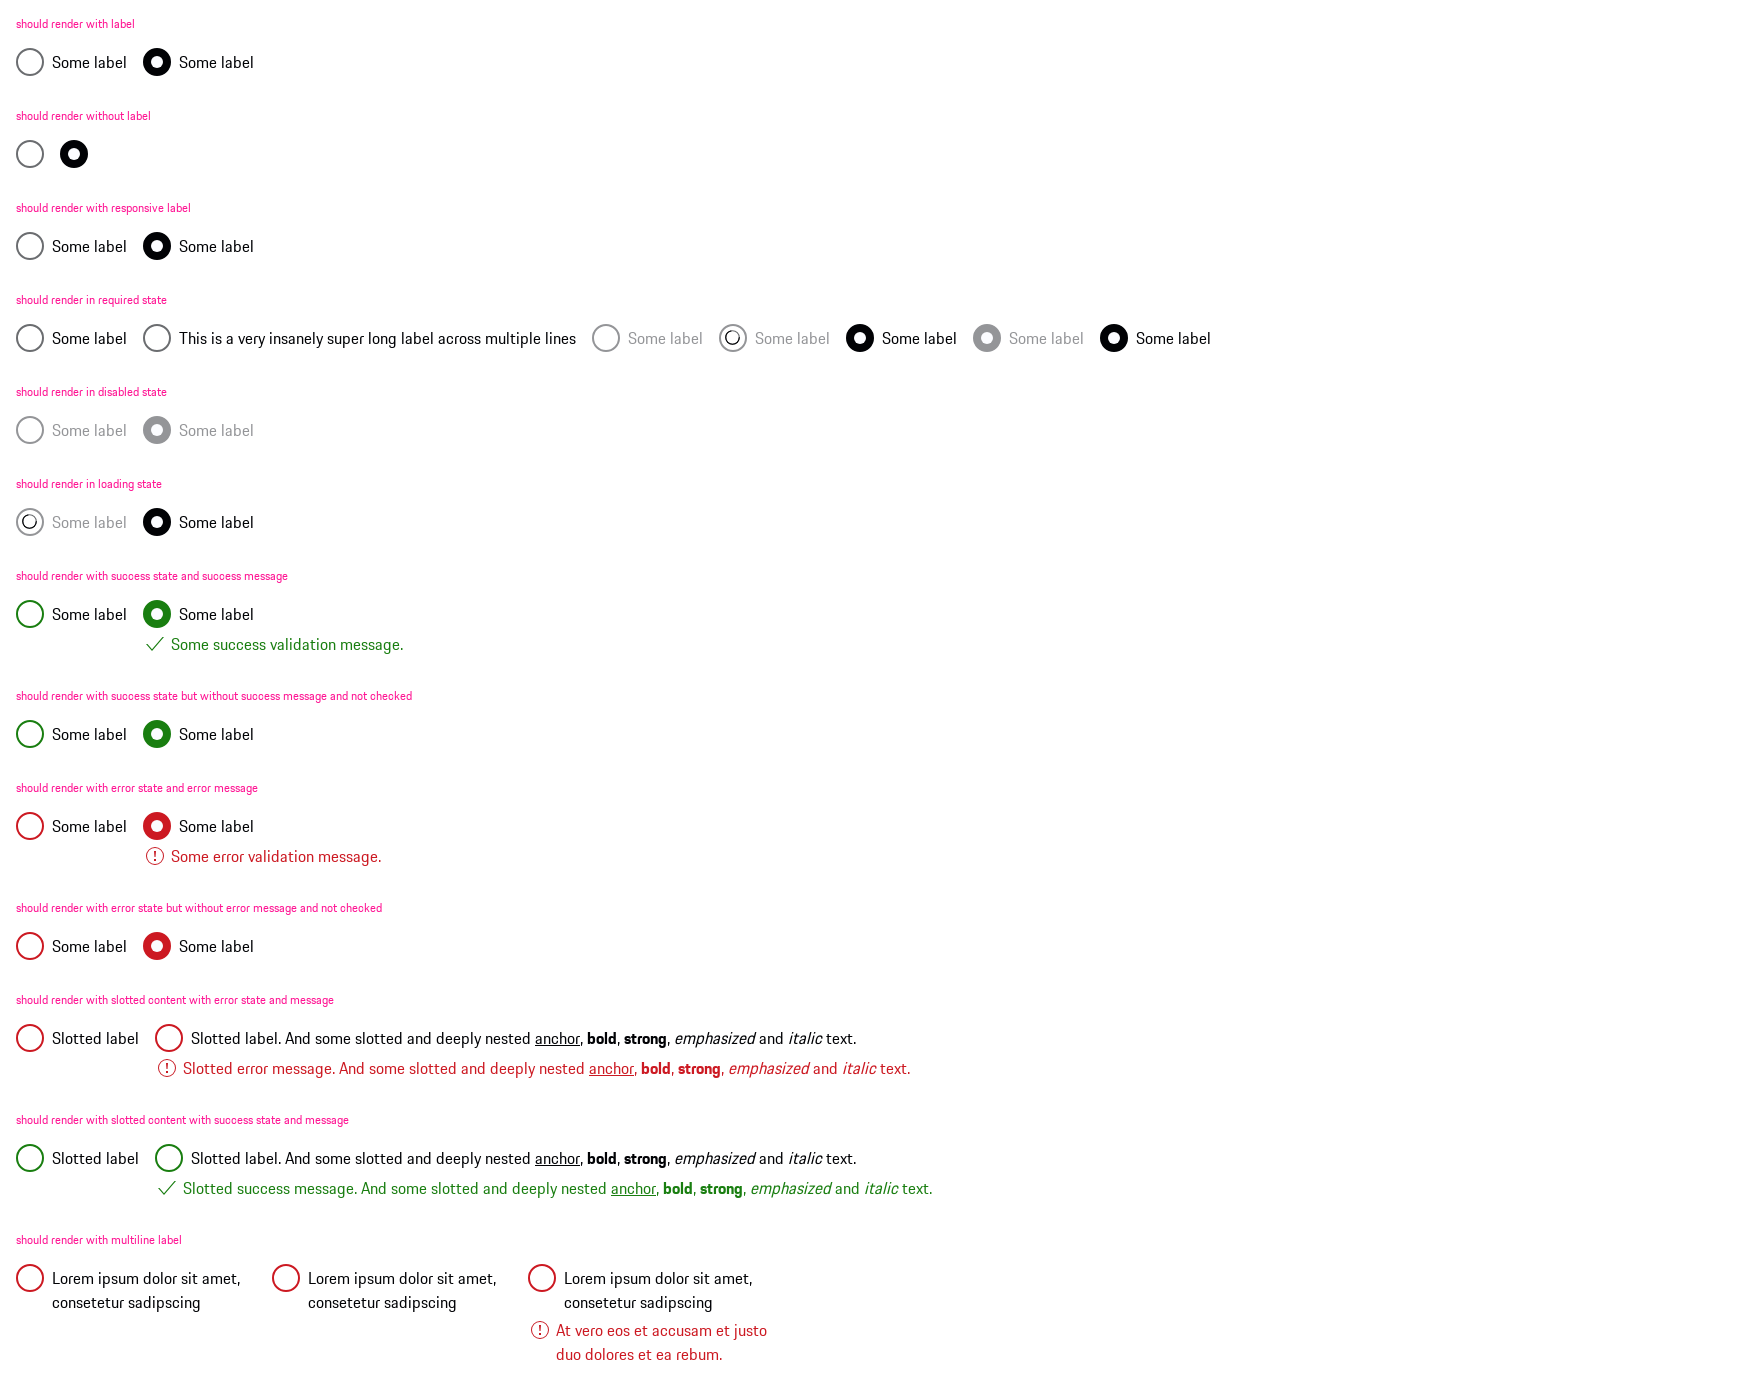 should render with label
Some label Some label
should render without label
should render with responsive label
Some label Some label
should render in required state
Some label This is a very insanely super long label across multiple lines Some label Some label Some label Some label Some label
should render in disabled state
Some label Some label
should render in loading state
Some label Some label
should render with success state and success message
Some label Some label
Some success validation message.
should render with success state but without success message and not checked
Some label Some label
should render with error state and error message
Some label Some label
Some error validation message.
should render with error state but without error message and not checked
Some label Some label
should render with slotted content with error state and message
Slotted label Slotted label. And some slotted and deeply nested anchor, bold, strong, emphasized and italic text.
Slotted error message. And some slotted and deeply nested anchor, bold, strong, emphasized and italic text.
should render with slotted content with success state and message
Slotted label Slotted label. And some slotted and deeply nested anchor, bold, strong, emphasized and italic text.
Slotted success message. And some slotted and deeply nested anchor, bold, strong, emphasized and italic text.
should render with multiline label
Lorem ipsum dolor sit amet, Lorem ipsum dolor sit amet, Lorem ipsum dolor sit amet,
consetetur sadipscing consetetur sadipscing consetetur sadipscing
At vero eos et accusam et justo
duo dolores et ea rebum.